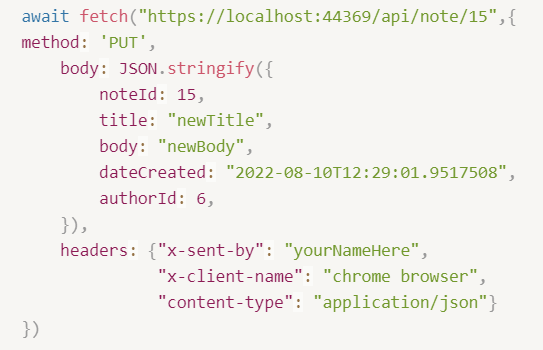 await fetch("https://localhost:44369/api/note/15",{
method: 'PUT',
    body: JSON.stringify({
        noteId: 15,
        title: "newTitle",
        body: "newBody",
        dateCreated: "2022-08-10T12:29:01.9517508",
        authorId: 6,
    }),
    headers: {"x-sent-by": "yourNameHere",
              "x-client-name": "chrome browser",
              "content-type": "application/json"}
})